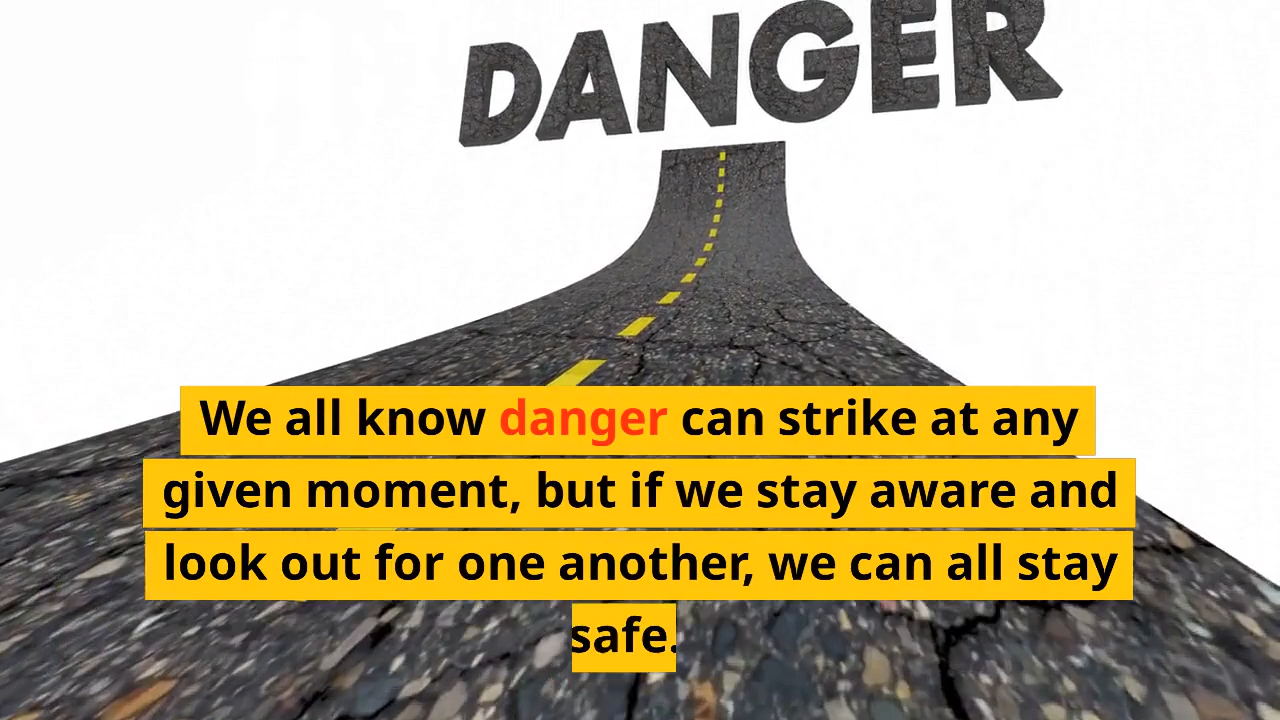 DANGER
We all know danger can strike at any
given moment, but if we stay aware and
look out for one another, we can all stay
safe.